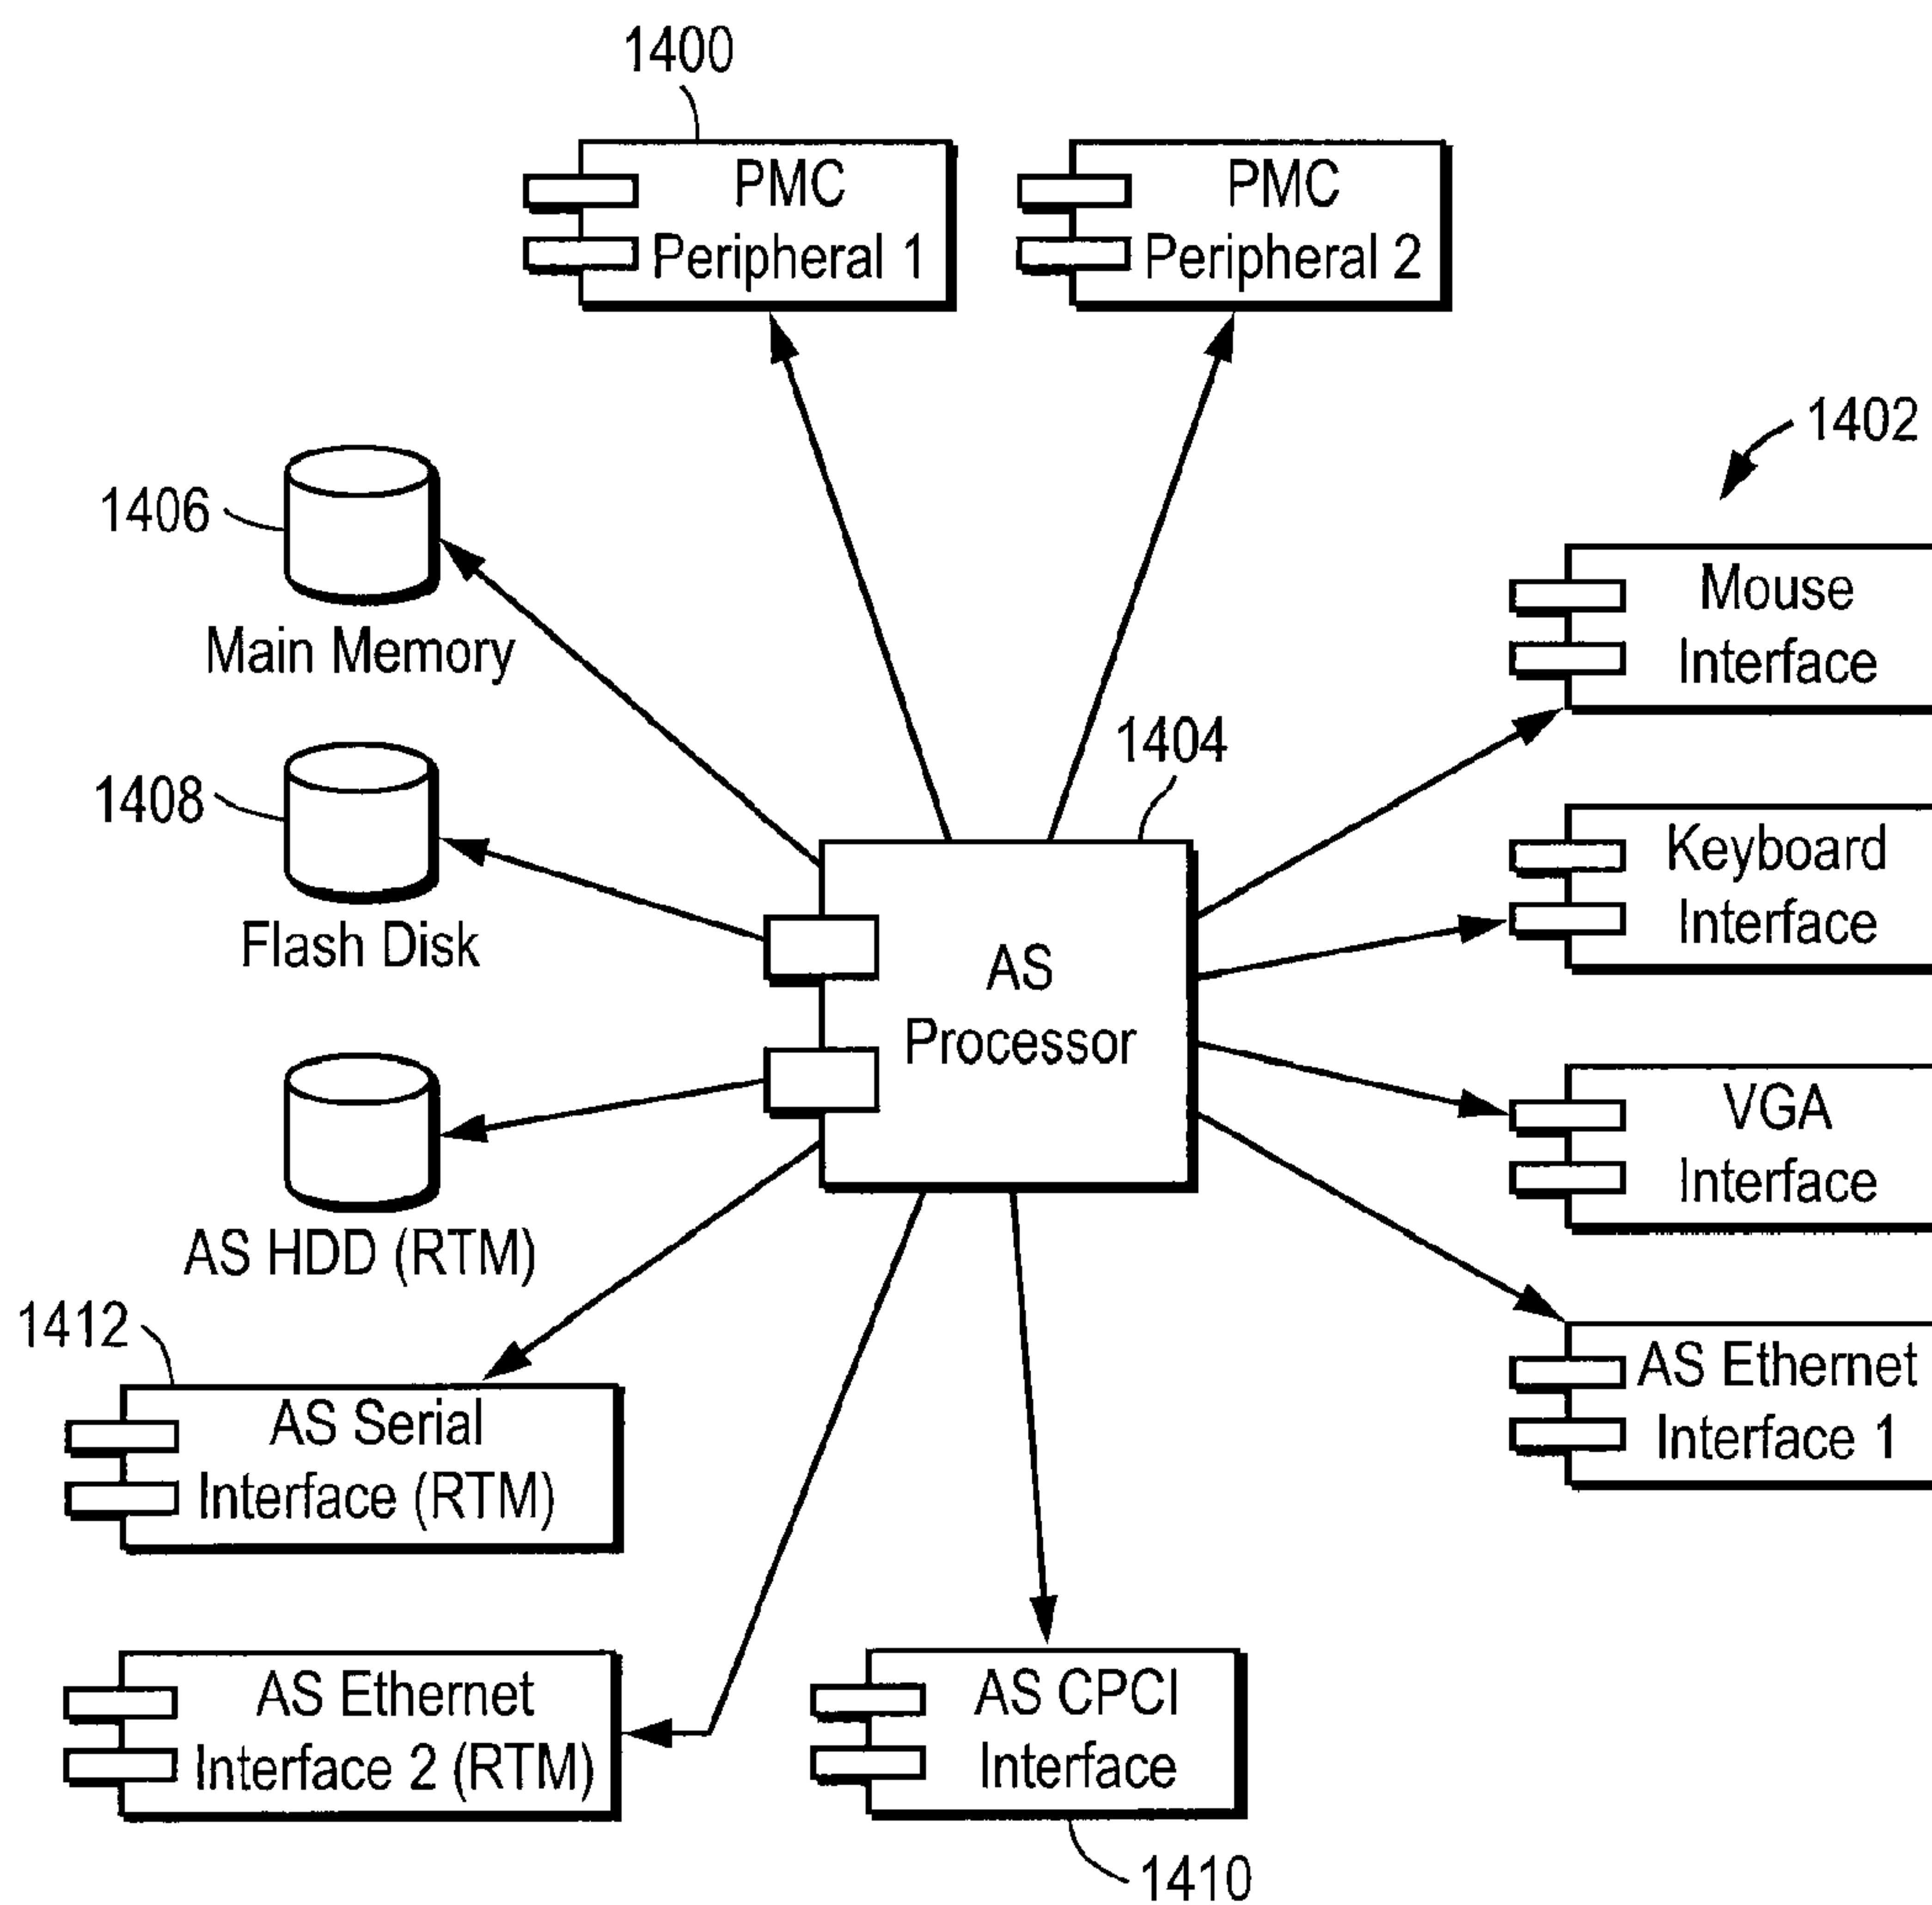 1400
PMC
Peripheral 1
PMC
Peripheral 2
1402
1406
Main Memory
Mouse
Interface
1408
Flash Disk
1404
Keyboard
Interface
AS
Processor
VGA
Interface
AS HDD (RTM)
1412
AS Serial
Interface (RTM)
AS Ethernet
Interface 1
AS Ethernet
Interface 2 (RTM)
AS CPCI
Interface
1410